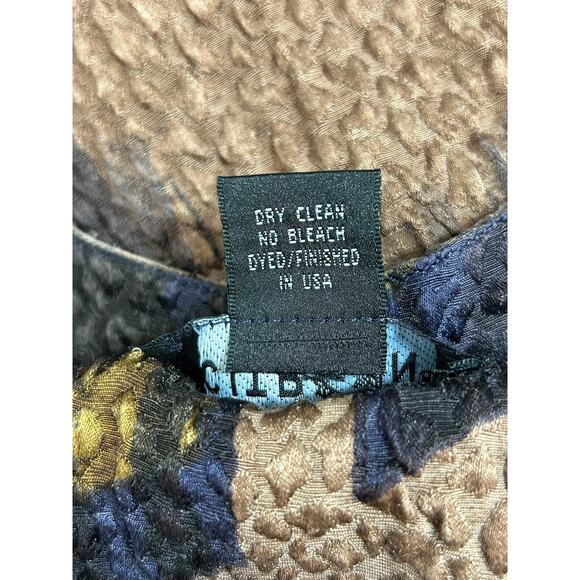 DRY CLEAN
NO BLEACH
DYED/FINISHED
IN USA